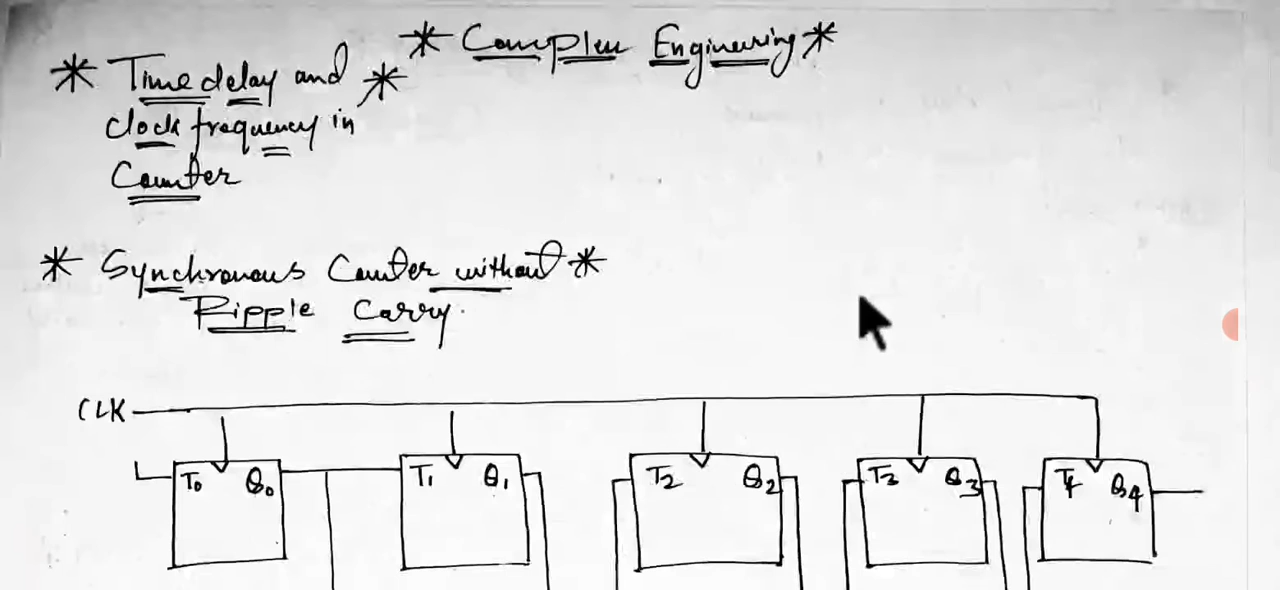 * Complex Engineering *
* Time delay and *
clock frequency in
Counter
* Synchronous Counter without *
Ripple Carry.
CLK
T0 Q0 T1 Q1 T2 Q2 T3 Q3 T4 Q4